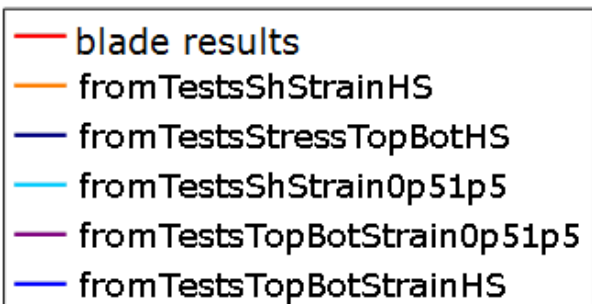 blade results
fromTestsShStrainHS
fromTestsStressTopBotHS
fromTestsShStrain0p51p5
fromTestsTopBotStrain0p51p5
fromTestsTopBotStrainHS